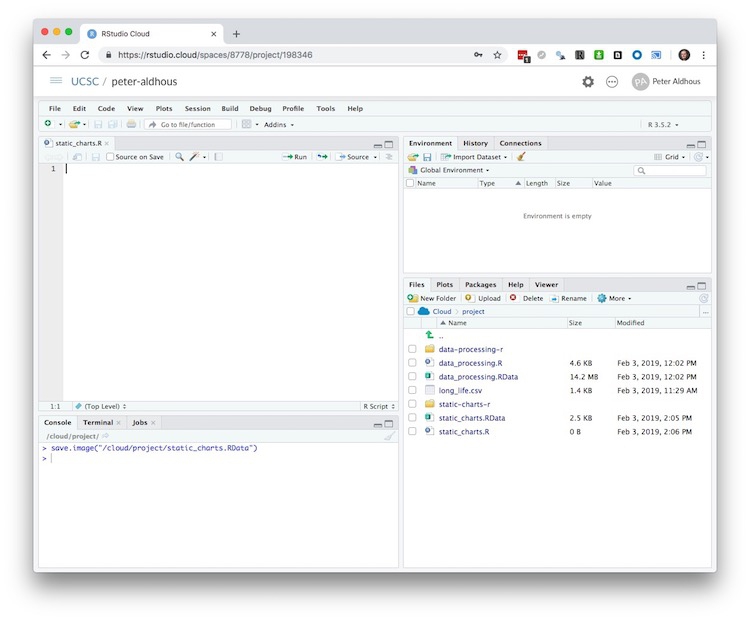 RStudio Cloud
https://rstudio.cloud/spaces/8778/project/198346
1
UCSC / peter-aldhous
PA Peter Aldhous
File Edit Code View Plots Session Build Debug Profile Tools Help
Go to file/function Addins R 3.5.2
static_charts.R
Source on Save Run Source
1
1:1 (Top Level) R Script
Console Terminal Jobs
/cloud/project/
> save.image("/cloud/project/static_charts.RData")
>
Environment History Connections
Import Dataset Grid
Global Environment
Name Type Length Size Value
Environment is empty
Files Plots Packages Help Viewer
New Folder Upload Delete Rename More
Cloud project ...
Name Size Modified
..
data-processing-r
data_processing.R 4.6 KB Feb 3, 2019, 12:02 PM
data_processing.RData 14.2 MB Feb 3, 2019, 12:02 PM
long_life.csv 1.4 KB Feb 3, 2019, 11:29 AM
static-charts-r
static_charts.RData 2.5 KB Feb 3, 2019, 2:05 PM
static_charts.R 0 B Feb 3, 2019, 2:06 PM